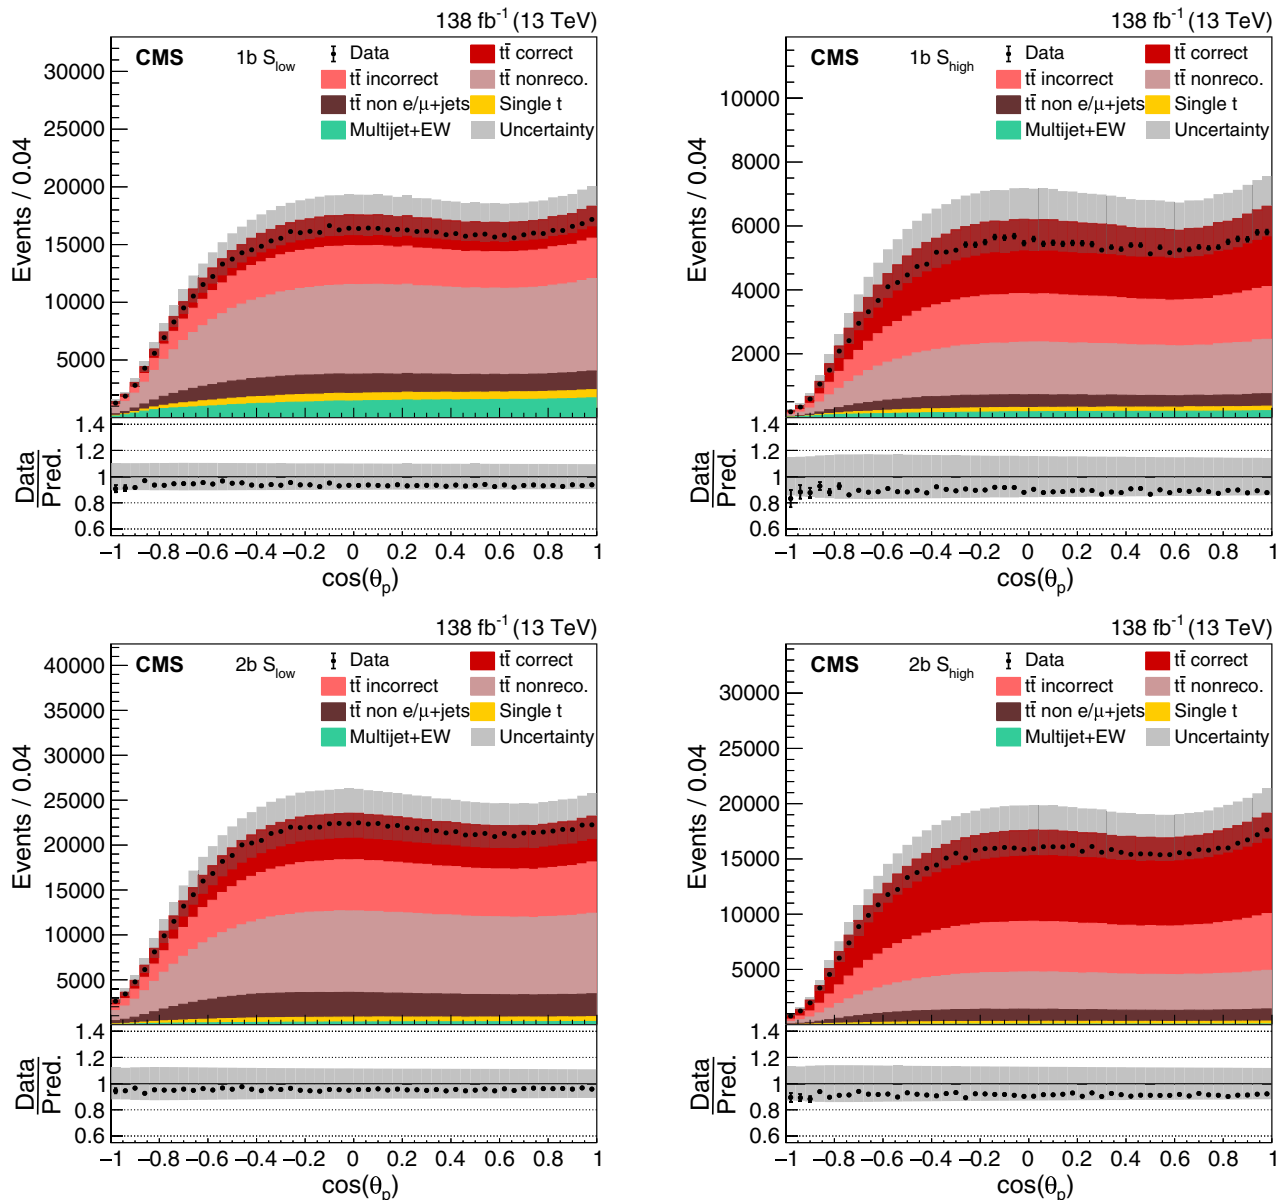 138 fb⁻¹ (13 TeV)
CMS 1b S_low Data tt̄ correct
tt̄ incorrect tt̄ nonreco.
tt̄ non e/μ+jets Single t
Multijet+EW Uncertainty
30000
25000
20000
15000
10000
5000
Events / 0.04
1.4
1.2
1
0.8
0.6
Data
Pred.
−1 −0.8 −0.6 −0.4 −0.2 0 0.2 0.4 0.6 0.8 1
cos(θ_p)
138 fb⁻¹ (13 TeV)
CMS 1b S_high Data tt̄ correct
tt̄ incorrect tt̄ nonreco.
tt̄ non e/μ+jets Single t
Multijet+EW Uncertainty
10000
8000
6000
4000
2000
Events / 0.04
1.4
1.2
1
0.8
0.6
Data
Pred.
−1 −0.8 −0.6 −0.4 −0.2 0 0.2 0.4 0.6 0.8 1
cos(θ_p)
138 fb⁻¹ (13 TeV)
CMS 2b S_low Data tt̄ correct
tt̄ incorrect tt̄ nonreco.
tt̄ non e/μ+jets Single t
Multijet+EW Uncertainty
40000
35000
30000
25000
20000
15000
10000
5000
Events / 0.04
1.4
1.2
1
0.8
0.6
Data
Pred.
−1 −0.8 −0.6 −0.4 −0.2 0 0.2 0.4 0.6 0.8 1
cos(θ_p)
138 fb⁻¹ (13 TeV)
CMS 2b S_high Data tt̄ correct
tt̄ incorrect tt̄ nonreco.
tt̄ non e/μ+jets Single t
Multijet+EW Uncertainty
30000
25000
20000
15000
10000
5000
Events / 0.04
1.4
1.2
1
0.8
0.6
Data
Pred.
−1 −0.8 −0.6 −0.4 −0.2 0 0.2 0.4 0.6 0.8 1
cos(θ_p)